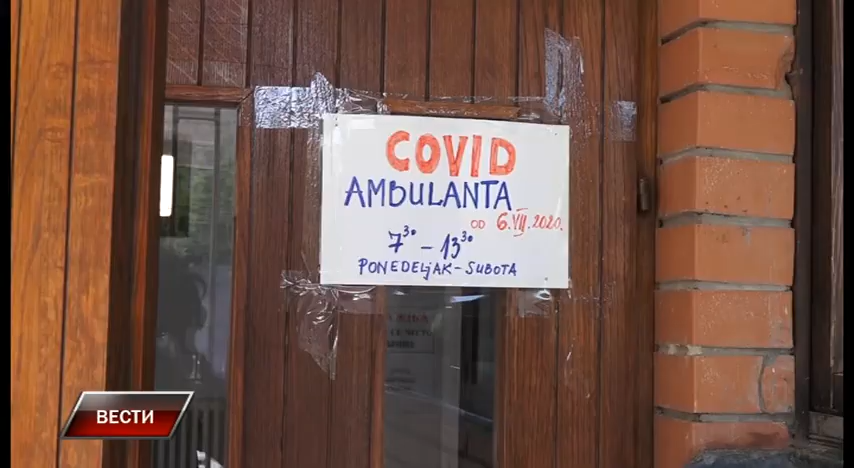 COVID
AMBULANTA
OD 6.VII.2020.
7³⁰ - 13³⁰
PONEDELjAK-SUBOTA
ВЕСТИ